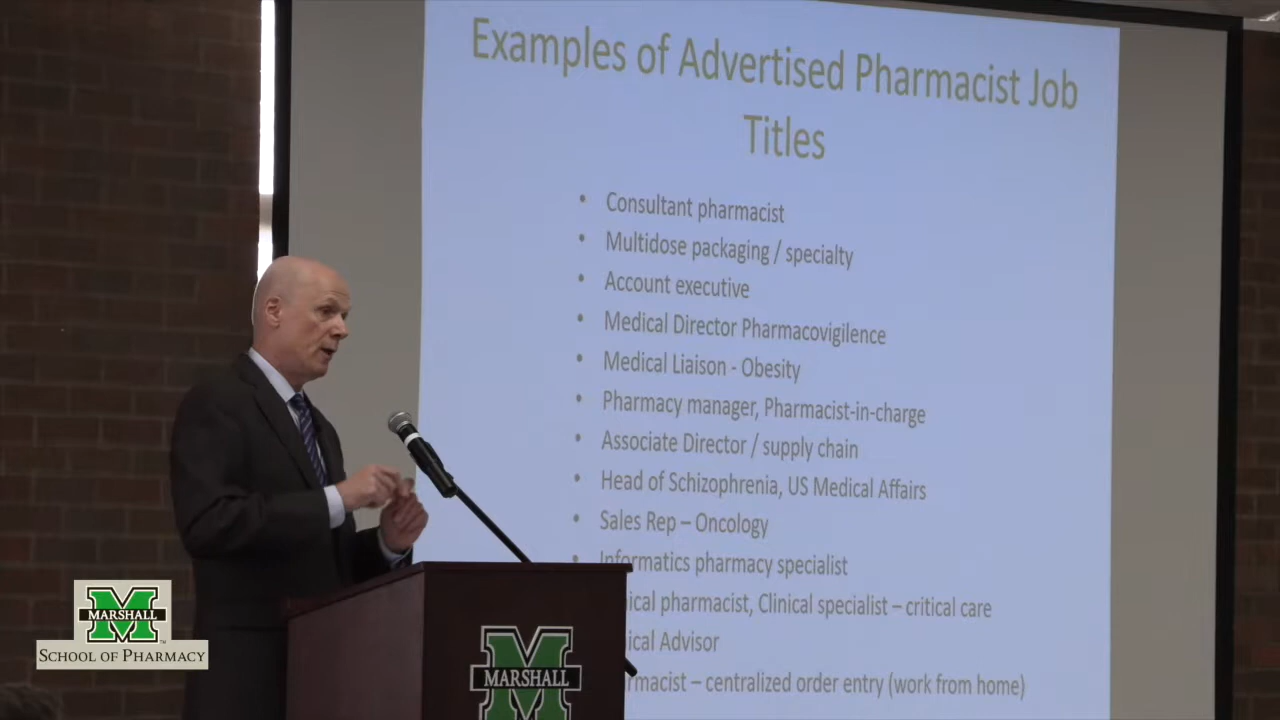 Examples of Advertised Pharmacist Job
Titles
• Consultant pharmacist
• Multidose packaging / specialty
• Account executive
• Medical Director Pharmacovigilence
• Medical Liaison - Obesity
• Pharmacy manager, Pharmacist-in-charge
• Associate Director / supply chain
• Head of Schizophrenia, US Medical Affairs
• Sales Rep – Oncology
• Informatics pharmacy specialist
pharmacist, Clinical specialist – critical care
Advisor
– centralized order entry (work from home)
M
MARSHALL
TM
SCHOOL OF PHARMACY
M
MARSHALL